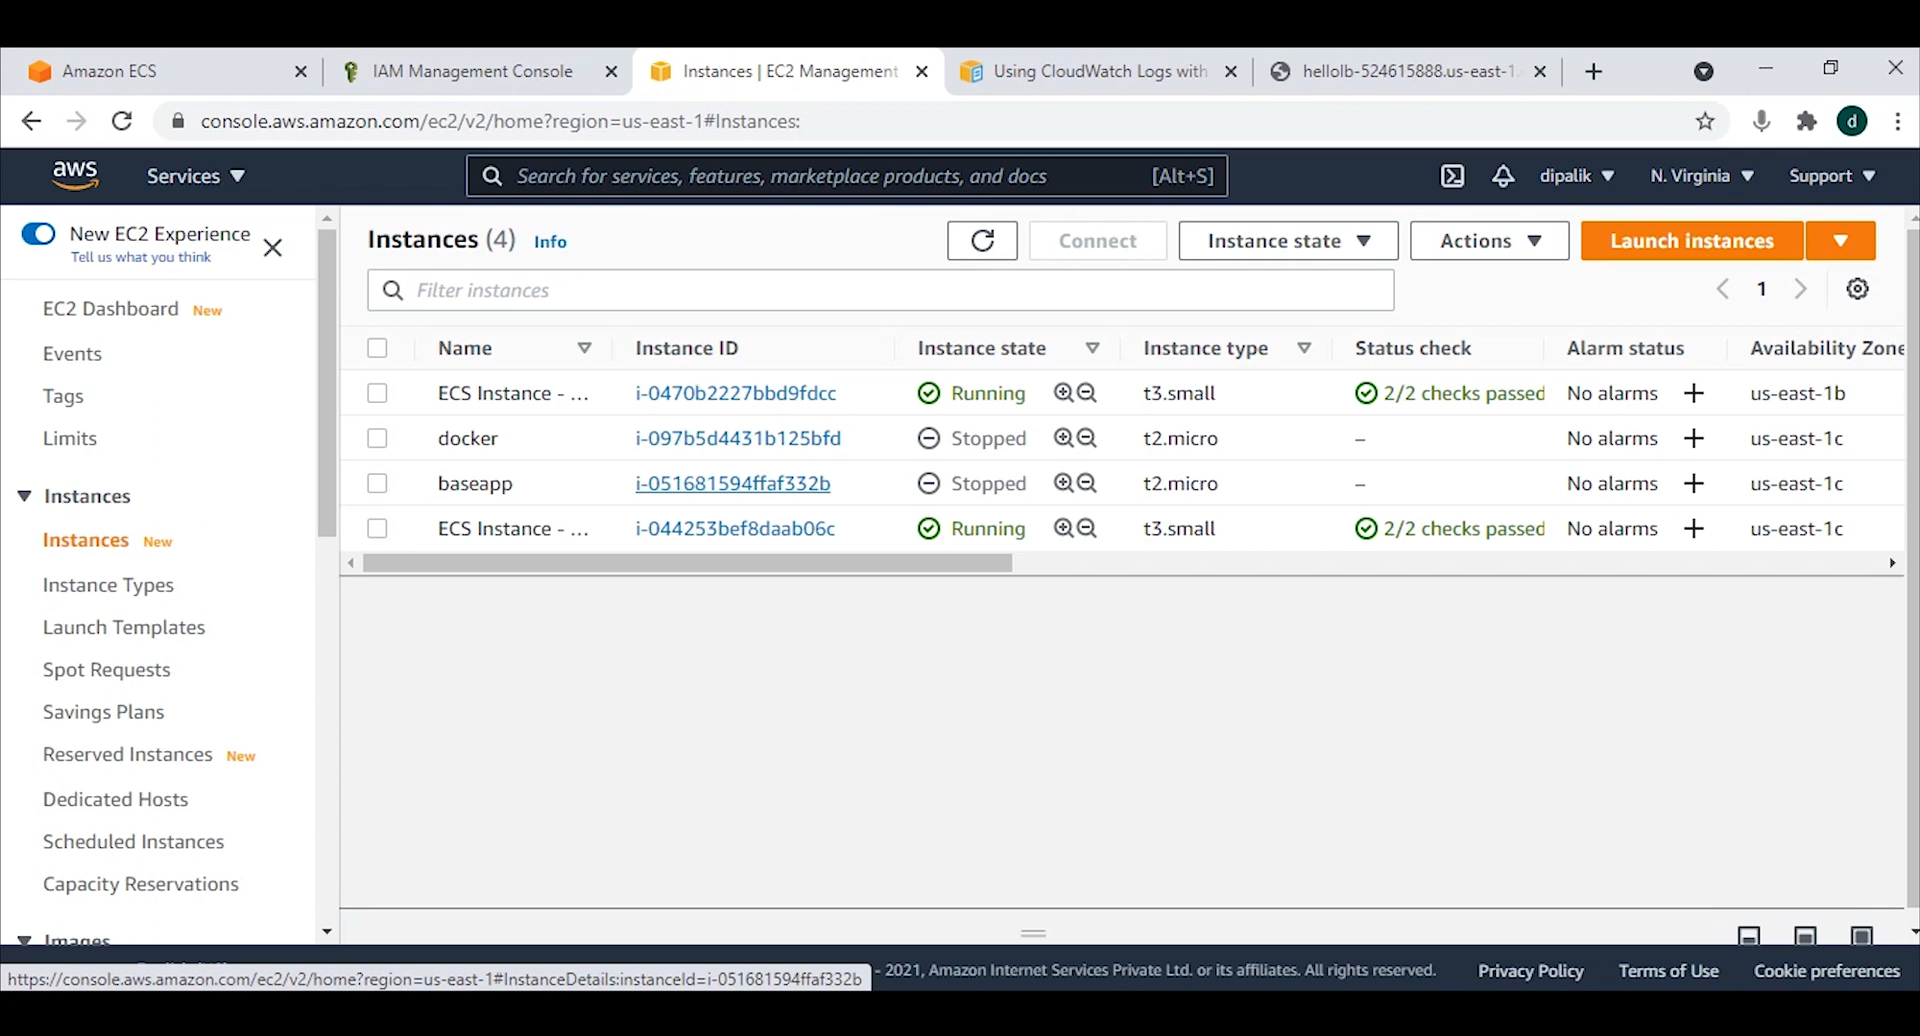 Amazon ECS
IAM Management Console
Instances | EC2 Management
Using CloudWatch Logs with
hellolb-524615888.us-east-1.
console.aws.amazon.com/ec2/v2/home?region=us-east-1#Instances:
d
aws
Services
Search for services, features, marketplace products, and docs
[Alt+S]
dipalik
N. Virginia
Support
New EC2 Experience
Tell us what you think
EC2 Dashboard New
Events
Tags
Limits
Instances
Instances New
Instance Types
Launch Templates
Spot Requests
Savings Plans
Reserved Instances New
Dedicated Hosts
Scheduled Instances
Capacity Reservations
Images
Instances (4) Info
Connect
Instance state
Actions
Launch instances
Filter instances
1
Name Instance ID Instance state Instance type Status check Alarm status Availability Zone
ECS Instance - ... i-0470b2227bbd9fdcc Running t3.small 2/2 checks passed No alarms + us-east-1b
docker i-097b5d4431b125bfd Stopped t2.micro – No alarms + us-east-1c
baseapp i-051681594ffaf332b Stopped t2.micro – No alarms + us-east-1c
ECS Instance - ... i-044253bef8daab06c Running t3.small 2/2 checks passed No alarms + us-east-1c
https://console.aws.amazon.com/ec2/v2/home?region=us-east-1#InstanceDetails:instanceId=i-051681594ffaf332b
- 2021, Amazon Internet Services Private Ltd. or its affiliates. All rights reserved.
Privacy Policy
Terms of Use
Cookie preferences